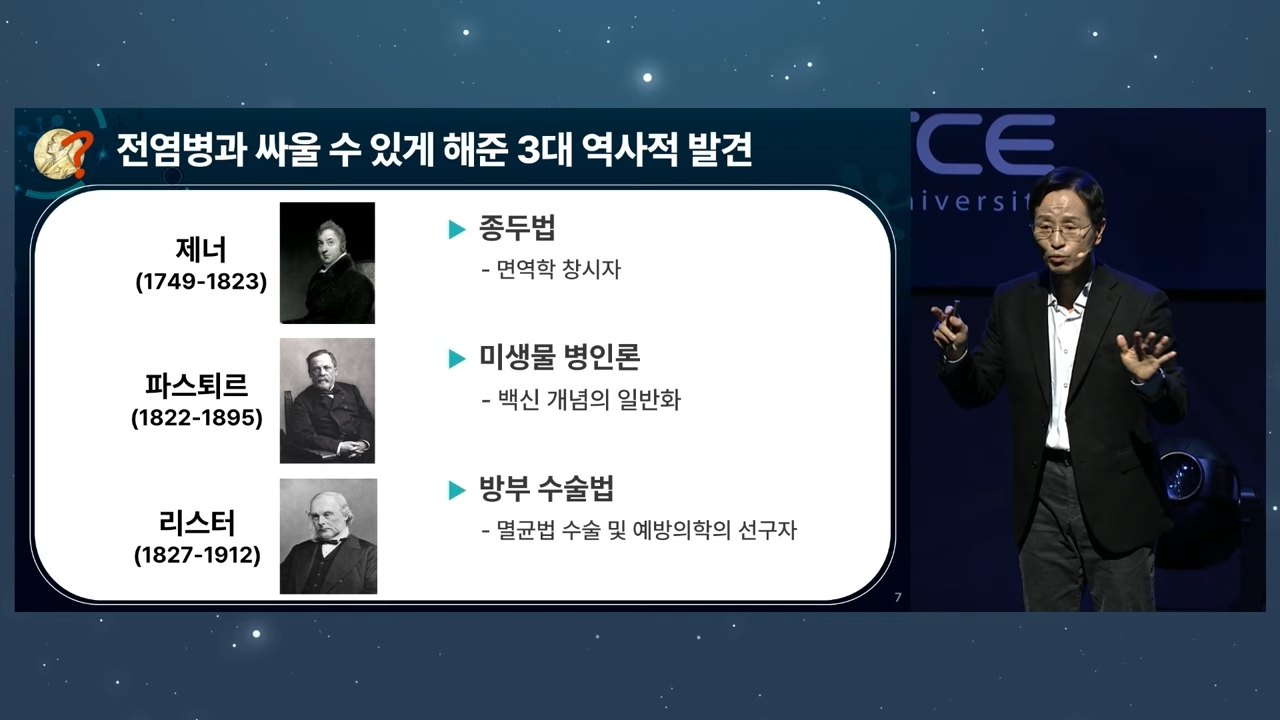 전염병과 싸울 수 있게 해준 3대 역사적 발견
제너
(1749-1823)
▶ 종두법
- 면역학 창시자
파스퇴르
(1822-1895)
▶ 미생물 병인론
- 백신 개념의 일반화
리스터
(1827-1912)
▶ 방부 수술법
- 멸균법 수술 및 예방의학의 선구자
7
CE
niversit